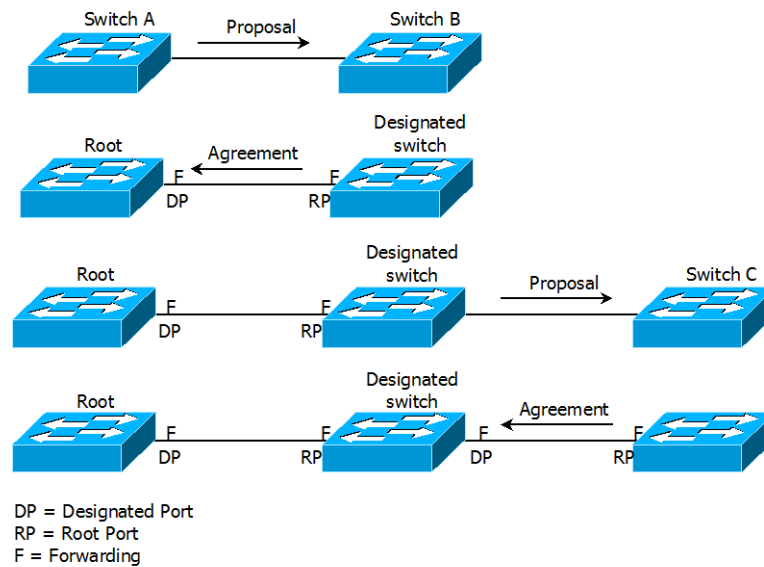 Switch A
Proposal
Switch B
Root
Agreement
Designated
switch
F
F
DP
RP
Root
Designated
switch
Proposal
Switch C
F
F
DP
RP
Root
Designated
switch
Agreement
F
F
F
F
DP
RP
DP
RP
DP = Designated Port
RP = Root Port
F = Forwarding